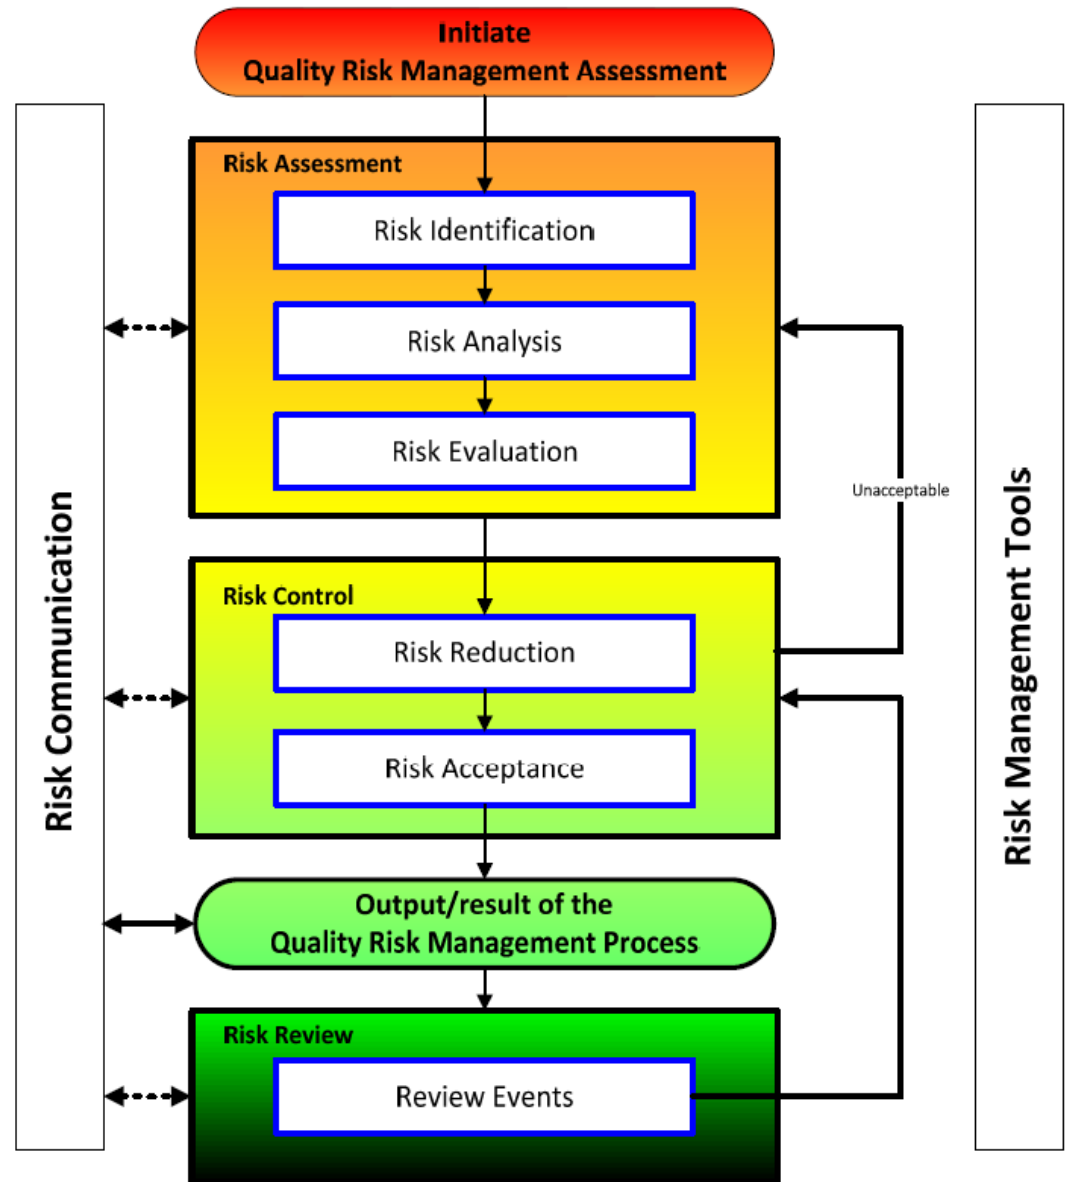 Initiate
Quality Risk Management Assessment
Risk Assessment
Risk Identification
Risk Analysis
Risk Evaluation
Unacceptable
Risk Control
Risk Reduction
Risk Acceptance
Output/result of the
Quality Risk Management Process
Risk Review
Review Events
Risk Communication
Risk Management Tools